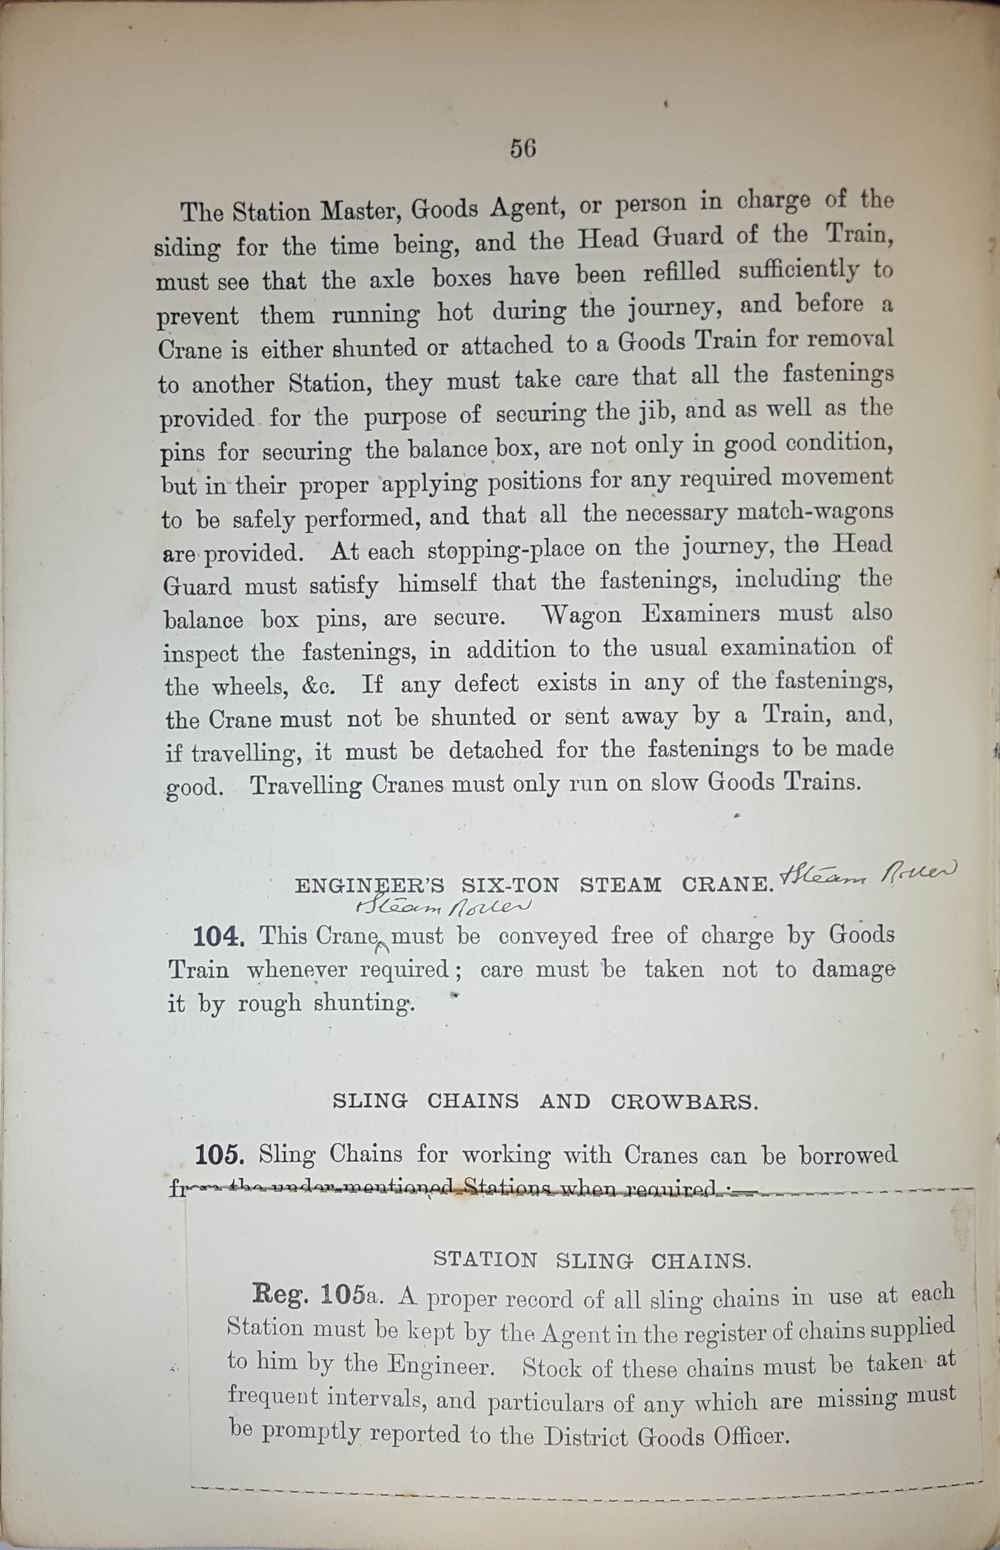 56
The Station Master, Goods Agent, or person in charge of the
siding for the time being, and the Head Guard of the Train,
must see that the axle boxes have been refilled sufficiently to
prevent them running hot during the journey, and before a
Crane is either shunted or attached to a Goods Train for removal
to another Station, they must take care that all the fastenings
provided for the purpose of securing the jib, and as well as the
pins for securing the balance box, are not only in good condition,
but in their proper applying positions for any required movement
to be safely performed, and that all the necessary match-wagons
are provided. At each stopping-place on the journey, the Head
Guard must satisfy himself that the fastenings, including the
balance box pins, are secure. Wagon Examiners must also
inspect the fastenings, in addition to the usual examination of
the wheels, &c. If any defect exists in any of the fastenings,
the Crane must not be shunted or sent away by a Train, and,
if travelling, it must be detached for the fastenings to be made
good. Travelling Cranes must only run on slow Goods Trains.
ENGINEER'S SIX-TON STEAM CRANE. + Steam Roller
+ Steam Roller
104. This Crane must be conveyed free of charge by Goods
Train whenever required; care must be taken not to damage
it by rough shunting.
SLING CHAINS AND CROWBARS.
105. Sling Chains for working with Cranes can be borrowed
from the under-mentioned Stations when required :—
STATION SLING CHAINS.
Reg. 105a. A proper record of all sling chains in use at each
Station must be kept by the Agent in the register of chains supplied
to him by the Engineer. Stock of these chains must be taken at
frequent intervals, and particulars of any which are missing must
be promptly reported to the District Goods Officer.